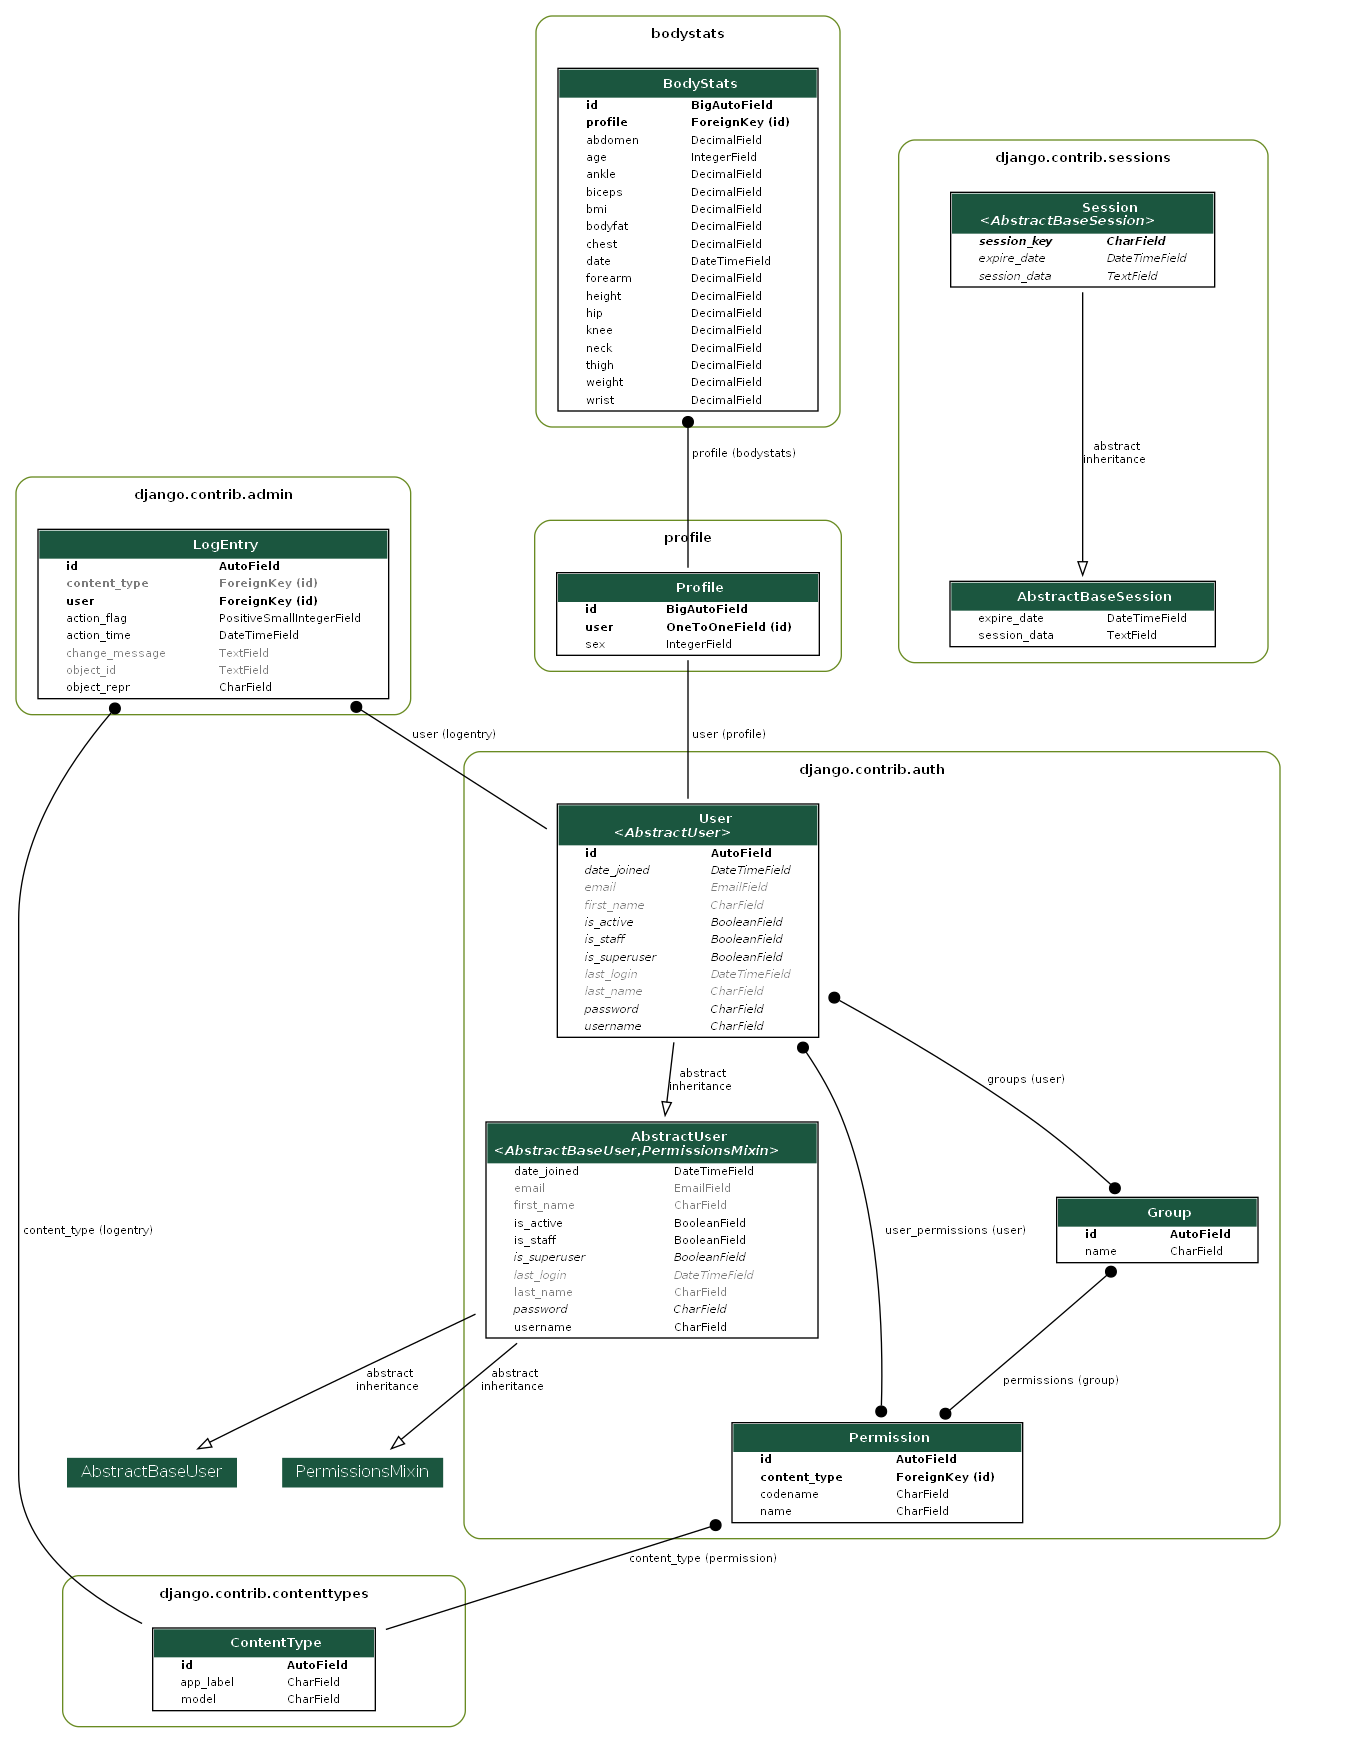 bodystats
BodyStats
id BigAutoField
profile ForeignKey (id)
abdomen DecimalField
age IntegerField
ankle DecimalField
biceps DecimalField
bmi DecimalField
bodyfat DecimalField
chest DecimalField
date DateTimeField
forearm DecimalField
height DecimalField
hip DecimalField
knee DecimalField
neck DecimalField
thigh DecimalField
weight DecimalField
wrist DecimalField
profile (bodystats)
django.contrib.sessions
Session
<AbstractBaseSession>
session_key CharField
expire_date DateTimeField
session_data TextField
abstract
inheritance
AbstractBaseSession
expire_date DateTimeField
session_data TextField
django.contrib.admin
LogEntry
id AutoField
content_type ForeignKey (id)
user ForeignKey (id)
action_flag PositiveSmallIntegerField
action_time DateTimeField
change_message TextField
object_id TextField
object_repr CharField
profile
Profile
id BigAutoField
user OneToOneField (id)
sex IntegerField
user (logentry)
user (profile)
django.contrib.auth
User
<AbstractUser>
id AutoField
date_joined DateTimeField
email EmailField
first_name CharField
is_active BooleanField
is_staff BooleanField
is_superuser BooleanField
last_login DateTimeField
last_name CharField
password CharField
username CharField
abstract
inheritance
groups (user)
AbstractUser
<AbstractBaseUser,PermissionsMixin>
date_joined DateTimeField
email EmailField
first_name CharField
is_active BooleanField
is_staff BooleanField
is_superuser BooleanField
last_login DateTimeField
last_name CharField
password CharField
username CharField
content_type (logentry)
user_permissions (user)
Group
id AutoField
name CharField
abstract
inheritance
abstract
inheritance
permissions (group)
AbstractBaseUser
PermissionsMixin
Permission
id AutoField
content_type ForeignKey (id)
codename CharField
name CharField
content_type (permission)
django.contrib.contenttypes
ContentType
id AutoField
app_label CharField
model CharField